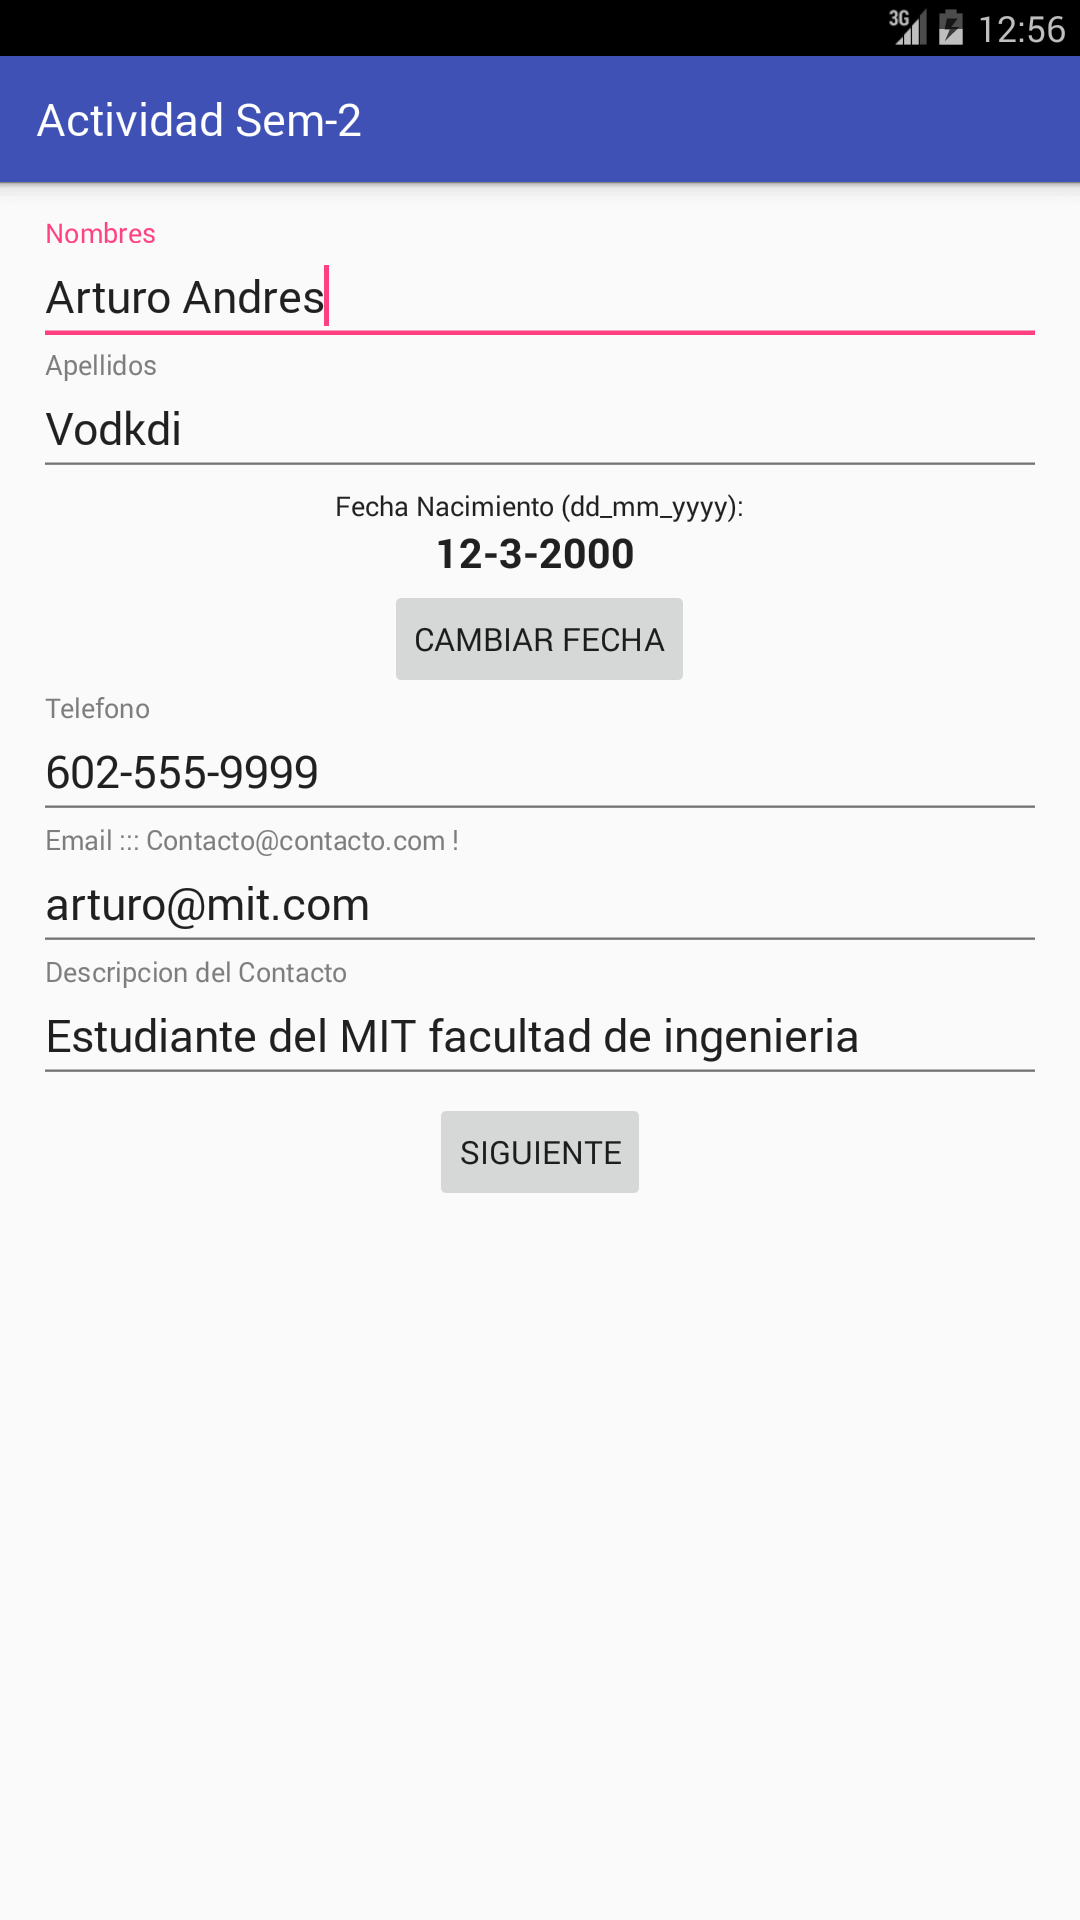 3G 12:56
Actividad Sem-2
Nombres
Arturo Andres
Apellidos
Vodkdi
Fecha Nacimiento (dd_mm_yyyy):
12-3-2000
CAMBIAR FECHA
Telefono
602-555-9999
Email ::: Contacto@contacto.com !
arturo@mit.com
Descripcion del Contacto
Estudiante del MIT facultad de ingenieria
SIGUIENTE